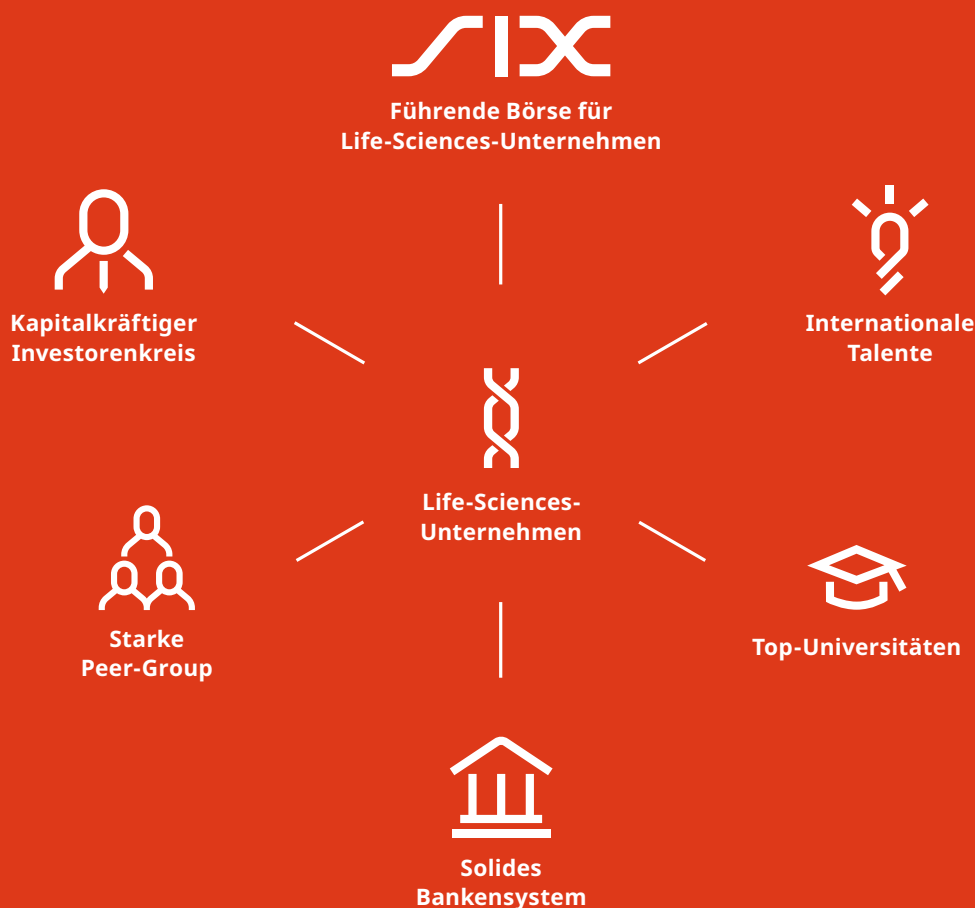 SIX
Führende Börse für
Life-Sciences-Unternehmen
Kapitalkräftiger
Investorenkreis
Internationale
Talente
Life-Sciences-
Unternehmen
Starke
Peer-Group
Top-Universitäten
Solides
Bankensystem